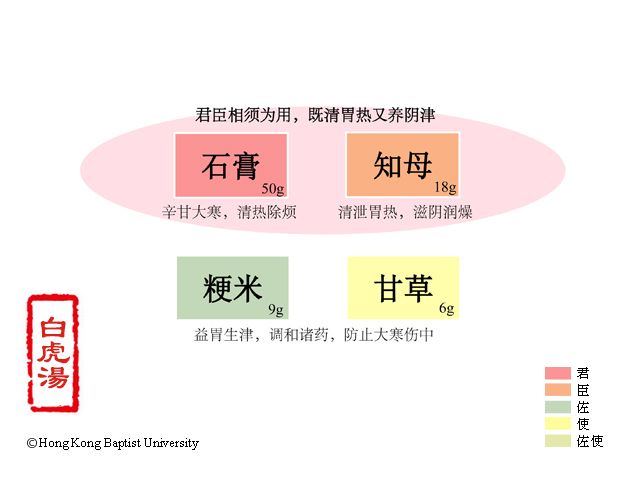 君臣相须为用，既清胃热又养阴津
石膏
50g
知母
18g
辛甘大寒，清热除烦
清泄胃热，滋阴润燥
粳米
9g
甘草
6g
益胃生津，调和诸药，防止大寒伤中
白虎湯
君
臣
佐
使
佐使
©Hong Kong Baptist University